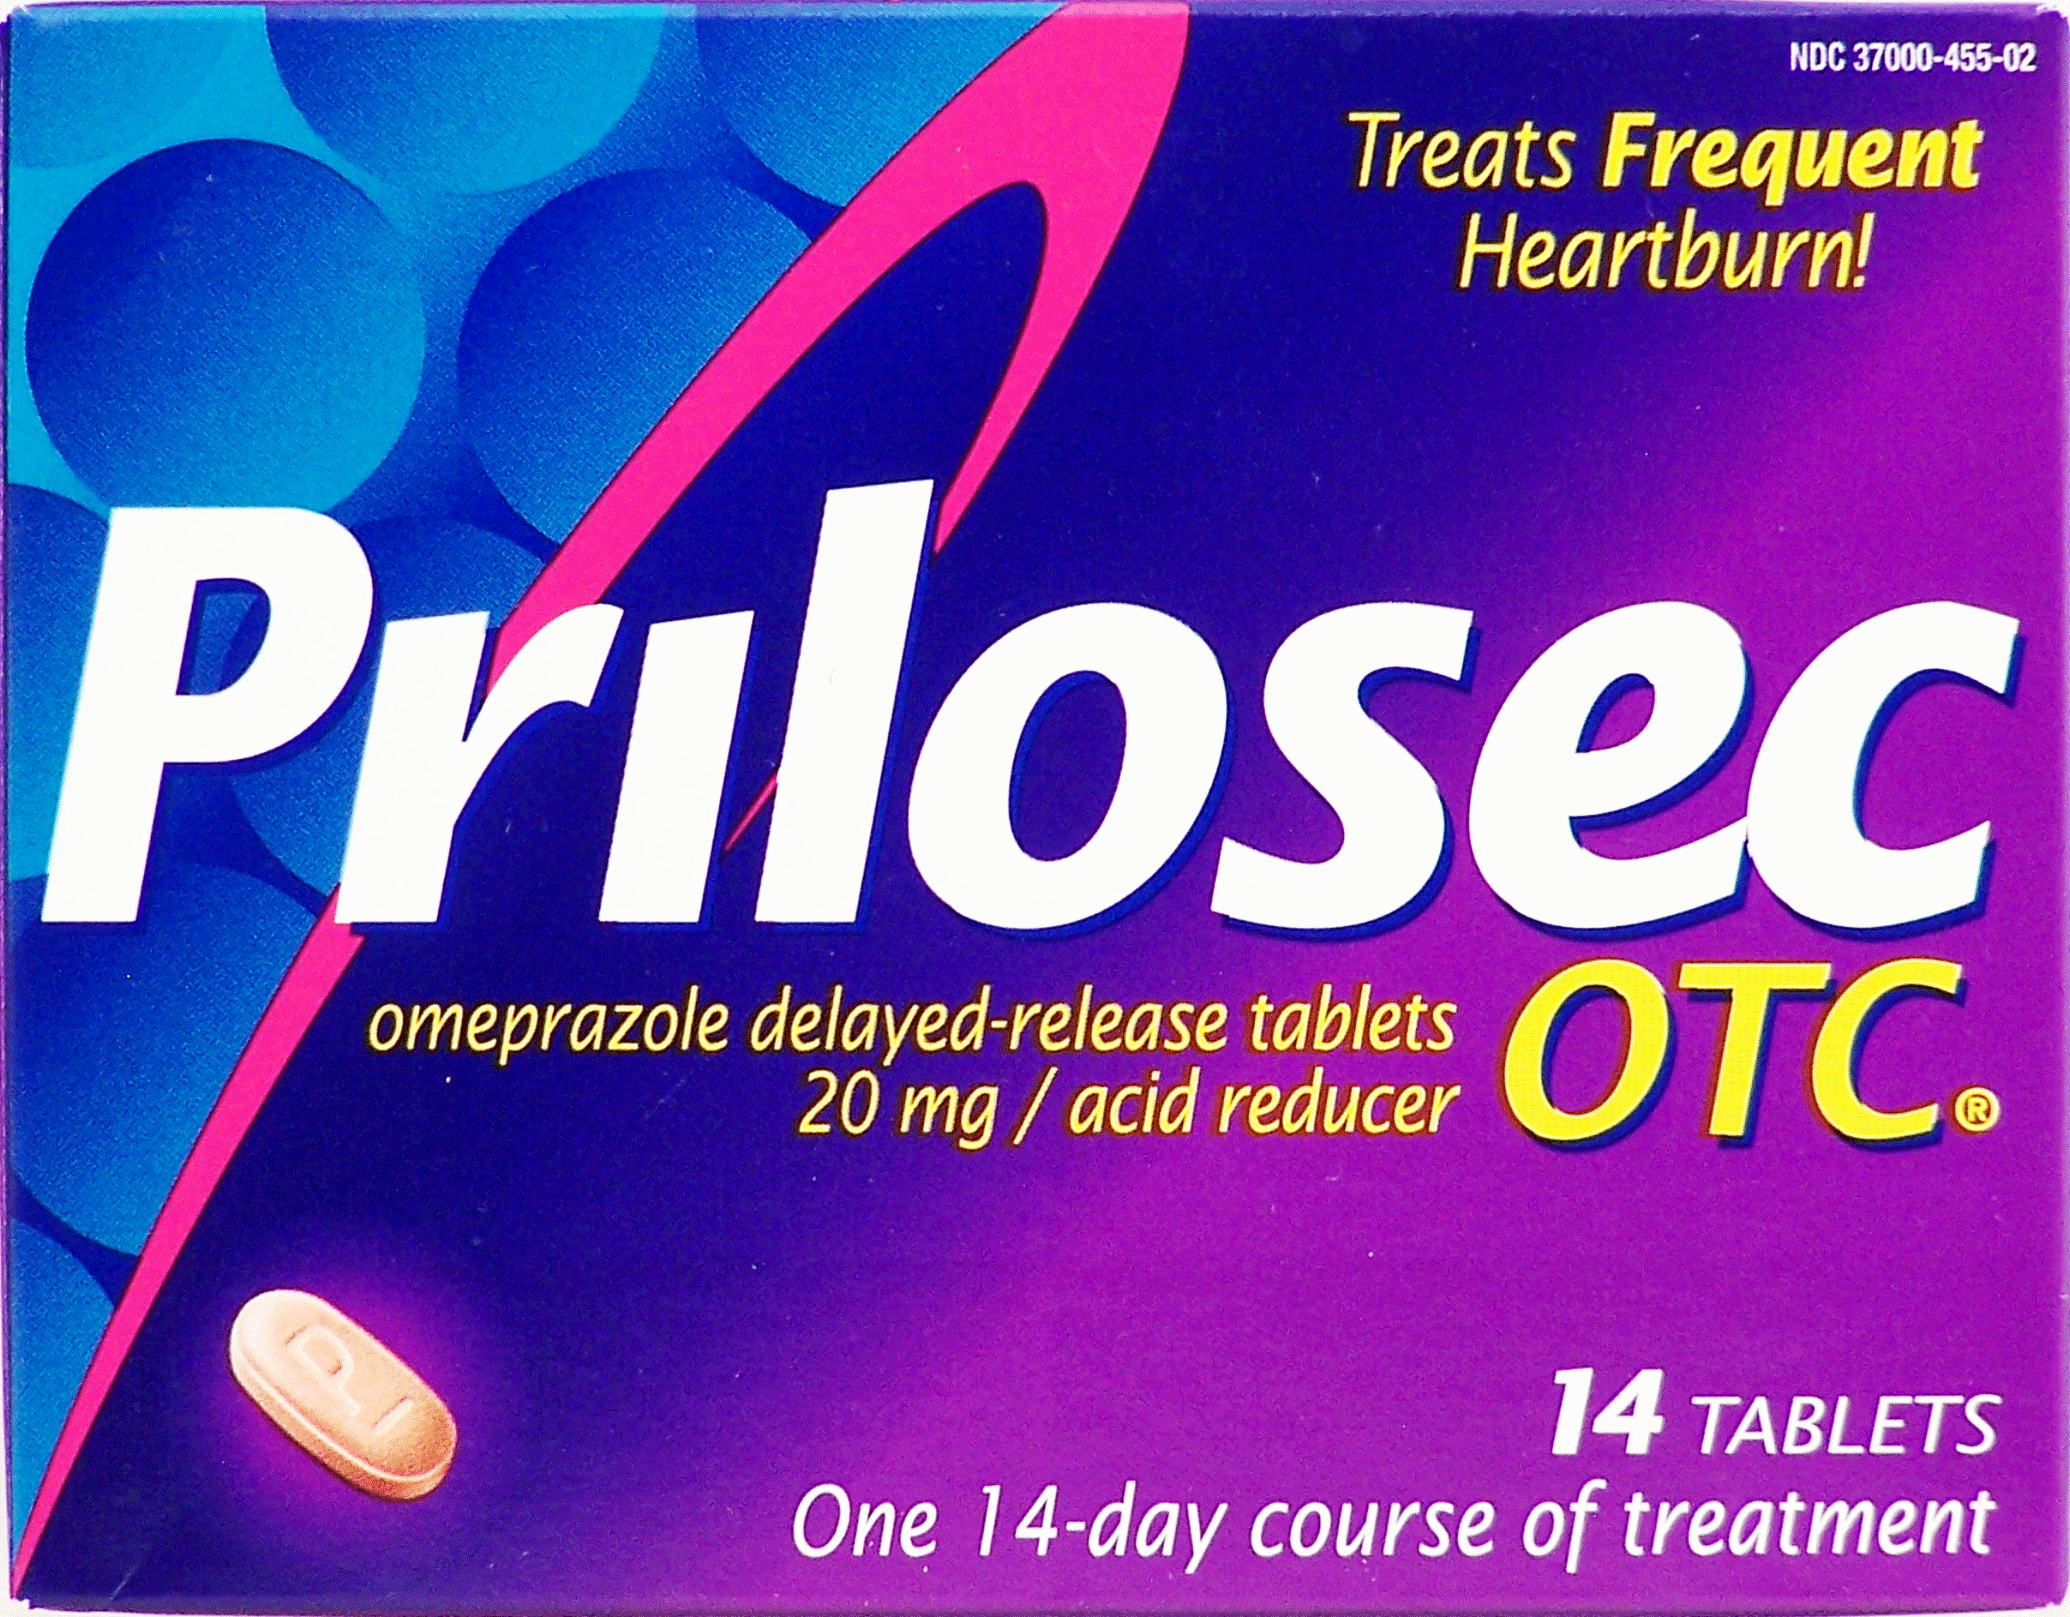 NDC 37000-455-02
Treats Frequent
Heartburn!
Prilosec
omeprazole delayed-release tablets
20 mg / acid reducer
OTC®
P
14 TABLETS
One 14-day course of treatment